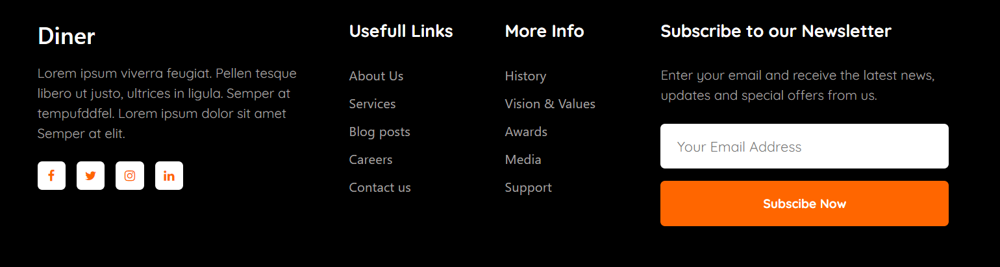 Diner
Lorem ipsum viverra feugiat. Pellen tesque
libero ut justo, ultrices in ligula. Semper at
tempufddfel. Lorem ipsum dolor sit amet
Semper at elit.
Usefull Links
About Us
Services
Blog posts
Careers
Contact us
More Info
History
Vision & Values
Awards
Media
Support
Subscribe to our Newsletter
Enter your email and receive the latest news,
updates and special offers from us.
Your Email Address
Subscibe Now